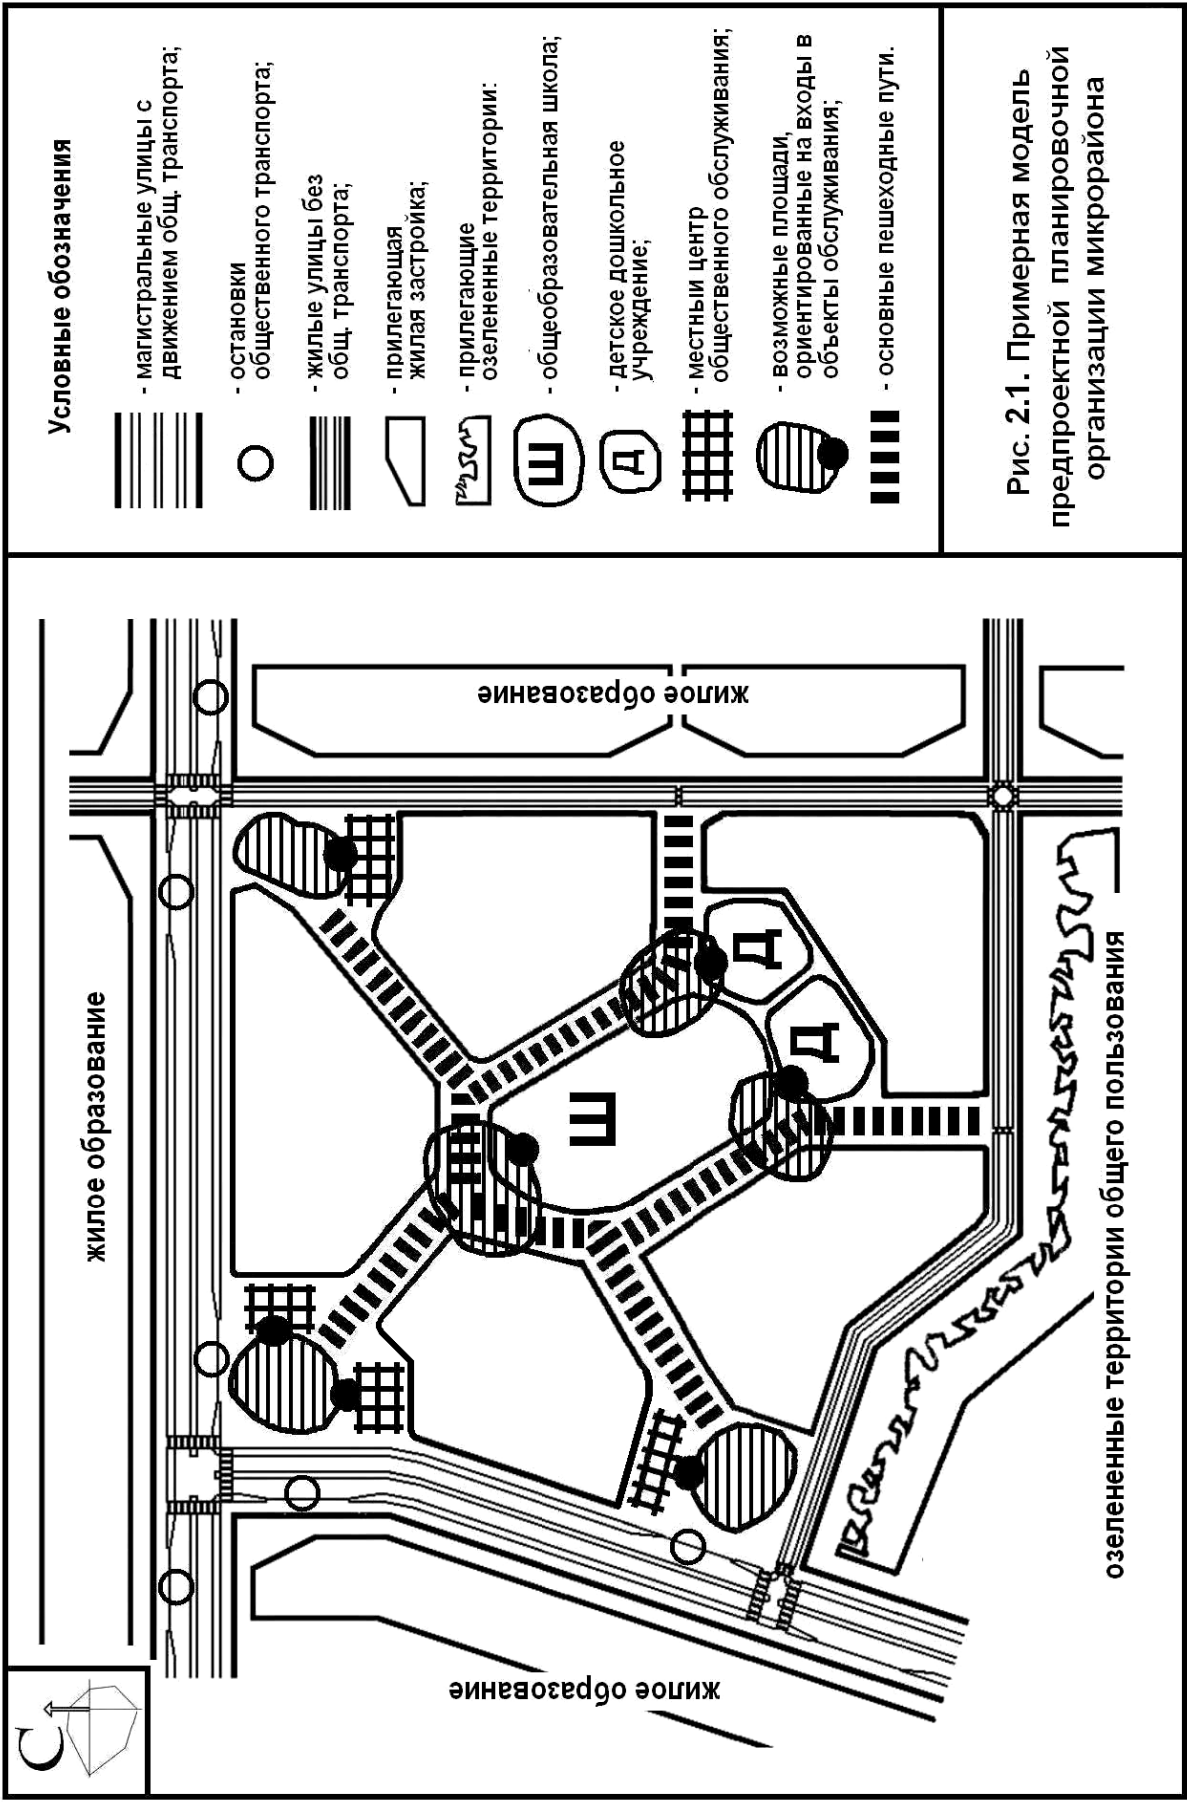 С
жилое образование
жилое образование
жилое образование
озелененные территории общего пользования
Ш
Д
Д
Условные обозначения
- магистральные улицы с
движением общ. транспорта;
- остановки
общественного транспорта;
- жилые улицы без
общ. транспорта;
- прилегающая
жилая застройка;
- прилегающие
озелененные территории:
Ш
- общеобразовательная школа;
Д
- детское дошкольное
учреждение;
- местный центр
общественного обслуживания;
- возможные площади,
ориентированные на входы в
объекты обслуживания;
- основные пешеходные пути.
Рис. 2.1. Примерная модель
предпроектной планировочной
организации микрорайона